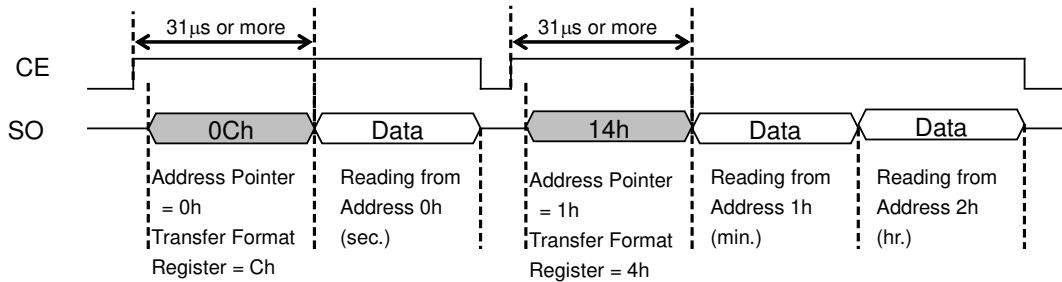 31μs or more
31μs or more
CE
SO
0Ch
Data
14h
Data
Data
Address Pointer
= 0h
Transfer Format
Register = Ch
Reading from
Address 0h
(sec.)
Address Pointer
= 1h
Transfer Format
Register = 4h
Reading from
Address 1h
(min.)
Reading from
Address 2h
(hr.)